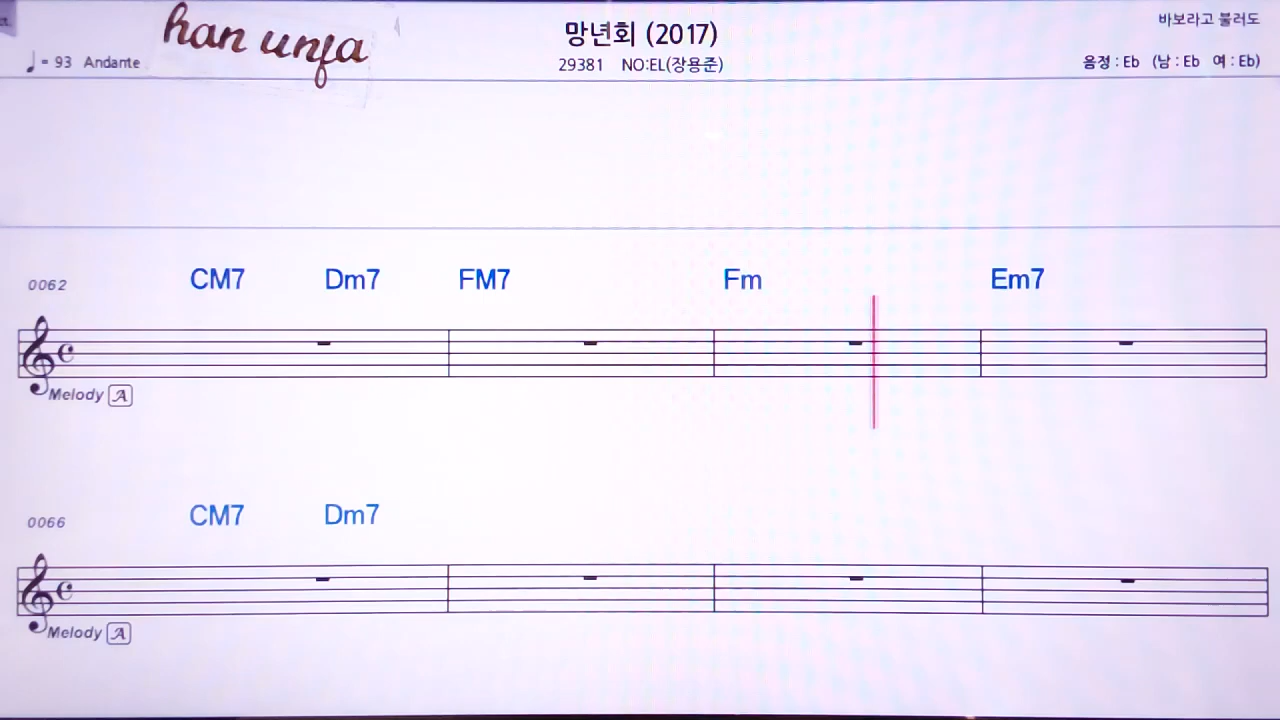 han unfa
망년회 (2017)
바보라고 불러도
♩ = 93 Andante
29381 NO:EL(장용준)
음정 : Eb (남 : Eb 여 : Eb)
0062 CM7 Dm7 FM7 Fm Em7
Melody A
0066 CM7 Dm7
Melody A